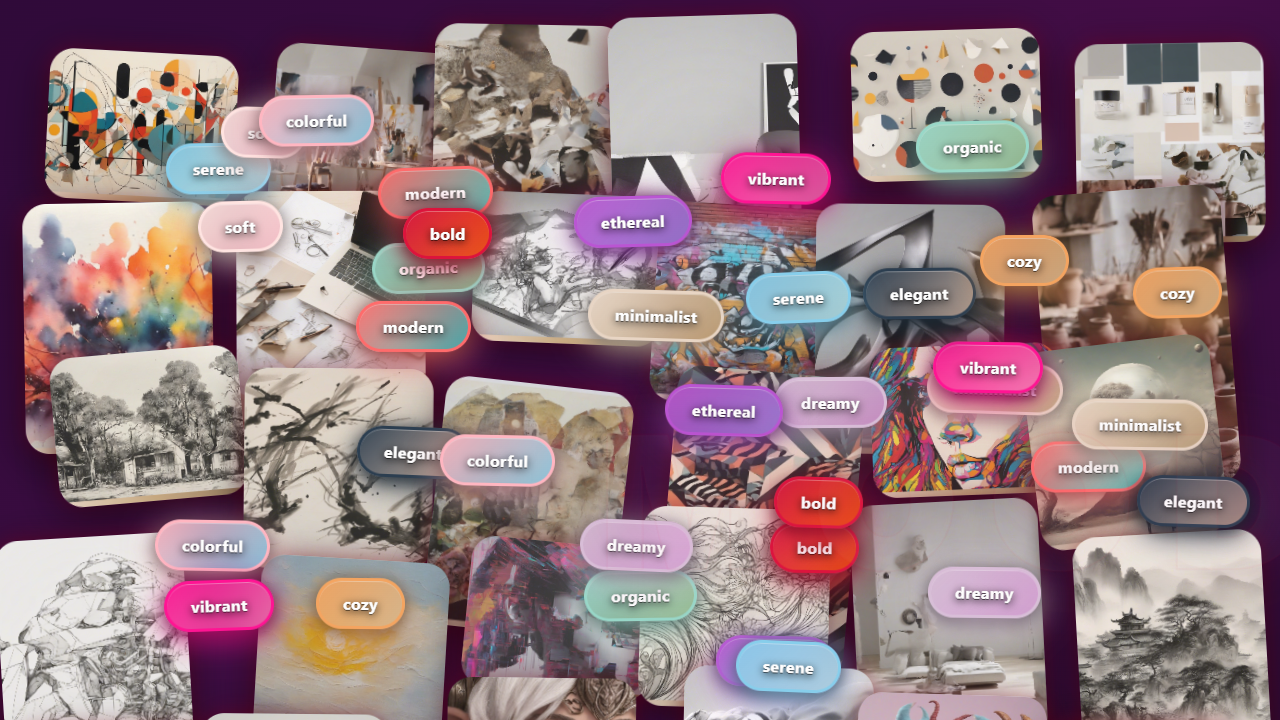 colorful
serene
organic
vibrant
modern
soft
ethereal
bold
organic
cozy
cozy
elegant
serene
minimalist
modern
vibrant
dreamy
ethereal
minimalist
elegant
colorful
modern
elegant
bold
colorful
dreamy
bold
organic
dreamy
vibrant
cozy
serene